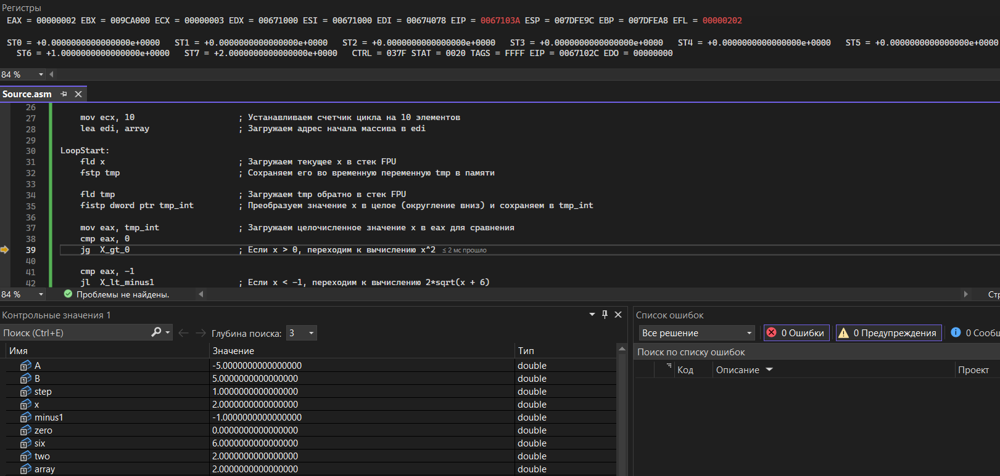 Регистры
EAX = 00000002 EBX = 009CA000 ECX = 00000003 EDX = 00671000 ESI = 00671000 EDI = 00674078 EIP = 0067103A ESP = 007DFE9C EBP = 007DFEA8 EFL = 00000202
ST0 = +0.0000000000000000e+0000 ST1 = +0.0000000000000000e+0000 ST2 = +0.0000000000000000e+0000 ST3 = +0.0000000000000000e+0000 ST4 = +0.0000000000000000e+0000 ST5 = +0.0000000000000000e+0000
ST6 = +1.0000000000000000e+0000 ST7 = +2.0000000000000000e+0000 CTRL = 037F STAT = 0020 TAGS = FFFF EIP = 0067102C EDO = 00000000
84 %
Source.asm
26
27 mov ecx, 10 ; Устанавливаем счетчик цикла на 10 элементов
28 lea edi, array ; Загружаем адрес начала массива в edi
29
30 LoopStart:
31 fld x ; Загружаем текущее x в стек FPU
32 fstp tmp ; Сохраняем его во временную переменную tmp в памяти
33
34 fld tmp ; Загружаем tmp обратно в стек FPU
35 fistp dword ptr tmp_int ; Преобразуем значение x в целое (округление вниз) и сохраняем в tmp_int
36
37 mov eax, tmp_int ; Загружаем целочисленное значение x в eax для сравнения
38 cmp eax, 0
39 jg X_gt_0 ; Если x > 0, переходим к вычислению x^2 ≤ 2 мс прошло
40
41 cmp eax, -1
42 jl X_lt_minus1 ; Если x < -1, переходим к вычислению 2*sqrt(x + 6)
84 % Проблемы не найдены. Стр
Контрольные значения 1
Поиск (Ctrl+E) Глубина поиска: 3
Имя Значение Тип
A -5.0000000000000000 double
B 5.0000000000000000 double
step 1.0000000000000000 double
x 2.0000000000000000 double
minus1 -1.0000000000000000 double
zero 0.0000000000000000 double
six 6.0000000000000000 double
two 2.0000000000000000 double
array 2.0000000000000000 double
Список ошибок
Все решение 0 Ошибки 0 Предупреждения 0 Сообщ
Поиск по списку ошибок
Код Описание Проект